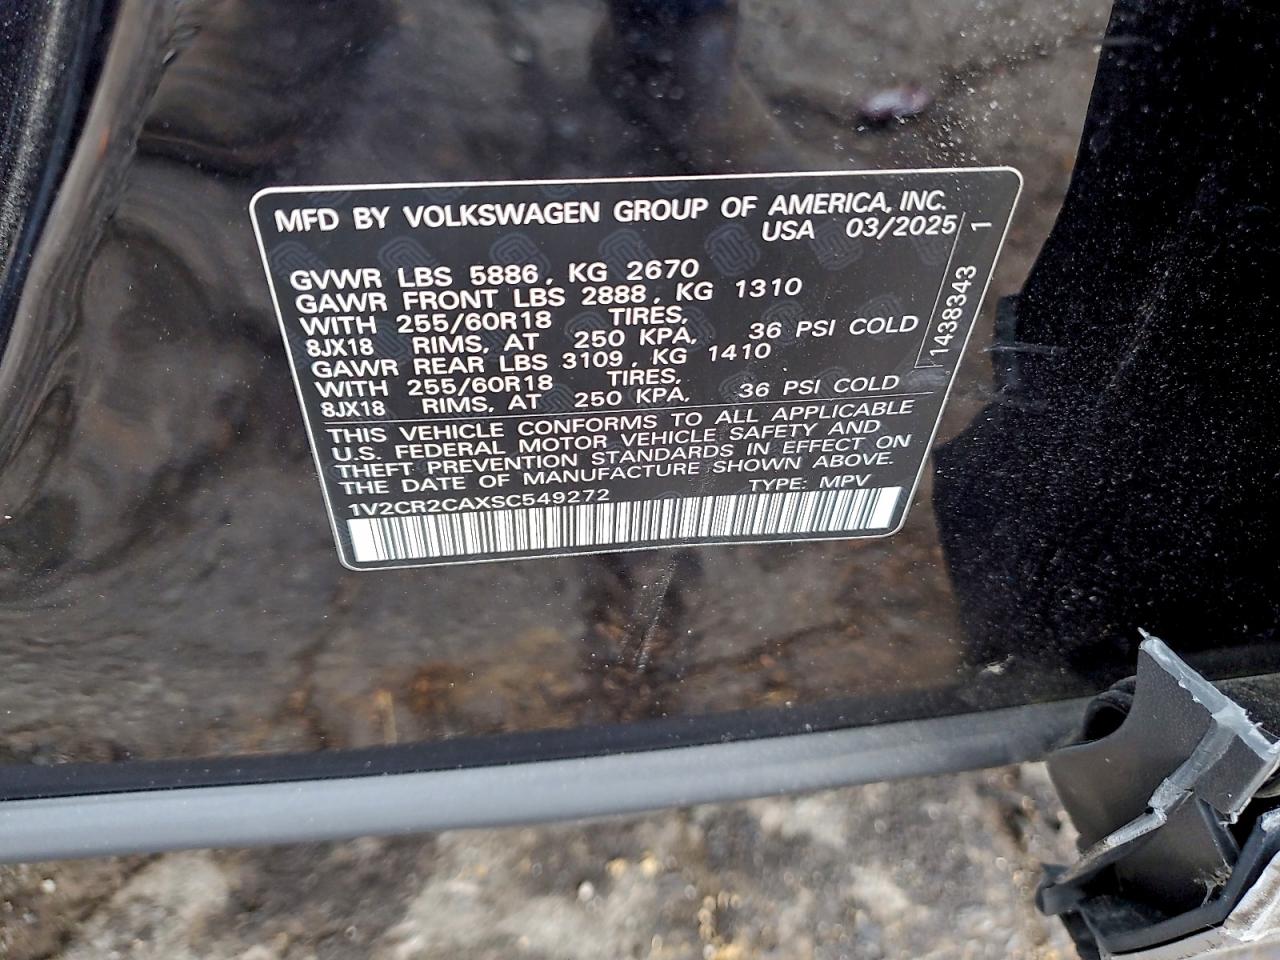 MFD BY VOLKSWAGEN GROUP OF AMERICA, INC.
USA 03/2025
GVWR LBS 5886, KG 2670
GAWR FRONT LBS 2888, KG 1310
WITH 255/60R18 TIRES,
8JX18 RIMS, AT 250 KPA, 36 PSI COLD
GAWR REAR LBS 3109, KG 1410
WITH 255/60R18 TIRES,
8JX18 RIMS, AT 250 KPA, 36 PSI COLD
THIS VEHICLE CONFORMS TO ALL APPLICABLE
U.S. FEDERAL MOTOR VEHICLE SAFETY AND
THEFT PREVENTION STANDARDS IN EFFECT ON
THE DATE OF MANUFACTURE SHOWN ABOVE.
1V2CR2CAXSC549272 TYPE: MPV
1438343 1